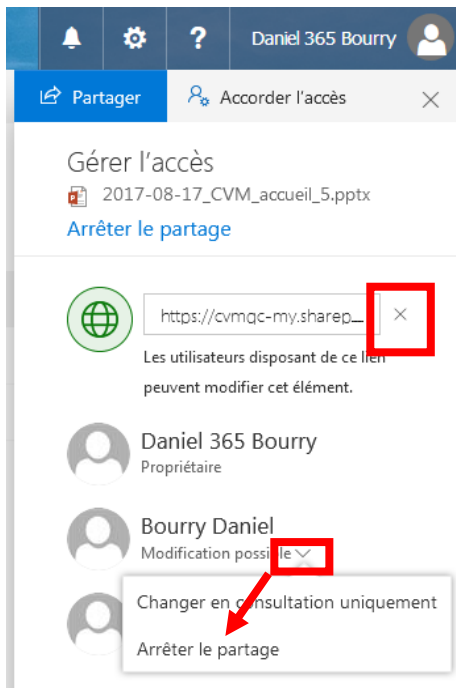 ? Daniel 365 Bourry
Partager Accorder l'accès
Gérer l'accès
2017-08-17_CVM_accueil_5.pptx
Arrêter le partage
https://cvmqc-my.sharep_
Les utilisateurs disposant de ce lien
peuvent modifier cet élément.
Daniel 365 Bourry
Propriétaire
Bourry Daniel
Modification possible
Changer en consultation uniquement
Arrêter le partage